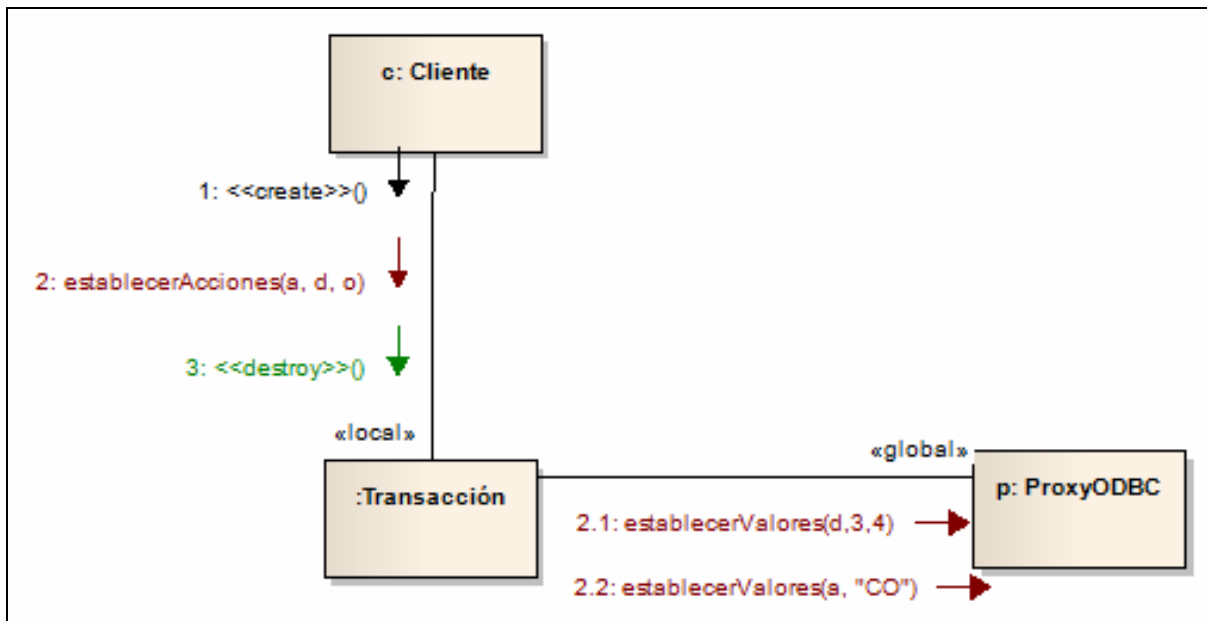 c: Cliente
1: <<create>>()
2: establecerAcciones(a, d, o)
3: <<destroy>>()
«local»
«global»
:Transacción
p: ProxyODBC
2.1: establecerValores(d,3,4)
2.2: establecerValores(a, "CO")